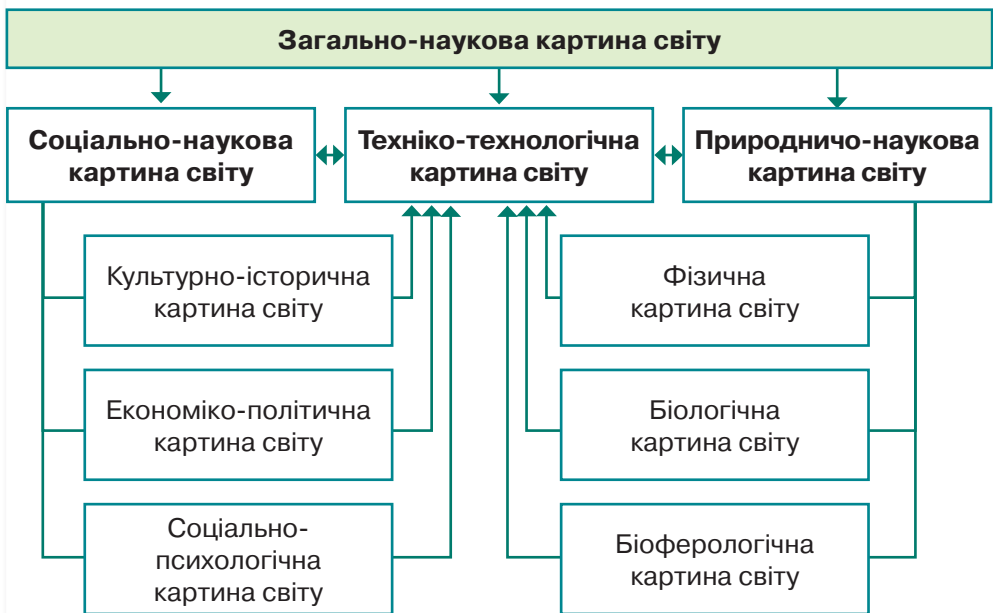 Загально-наукова картина світу
Соціально-наукова
картина світу
Техніко-технологічна
картина світу
Природничо-наукова
картина світу
Культурно-історична
картина світу
Фізична
картина світу
Економіко-політична
картина світу
Біологічна
картина світу
Соціально-
психологічна
картина світу
Біоферологічна
картина світу